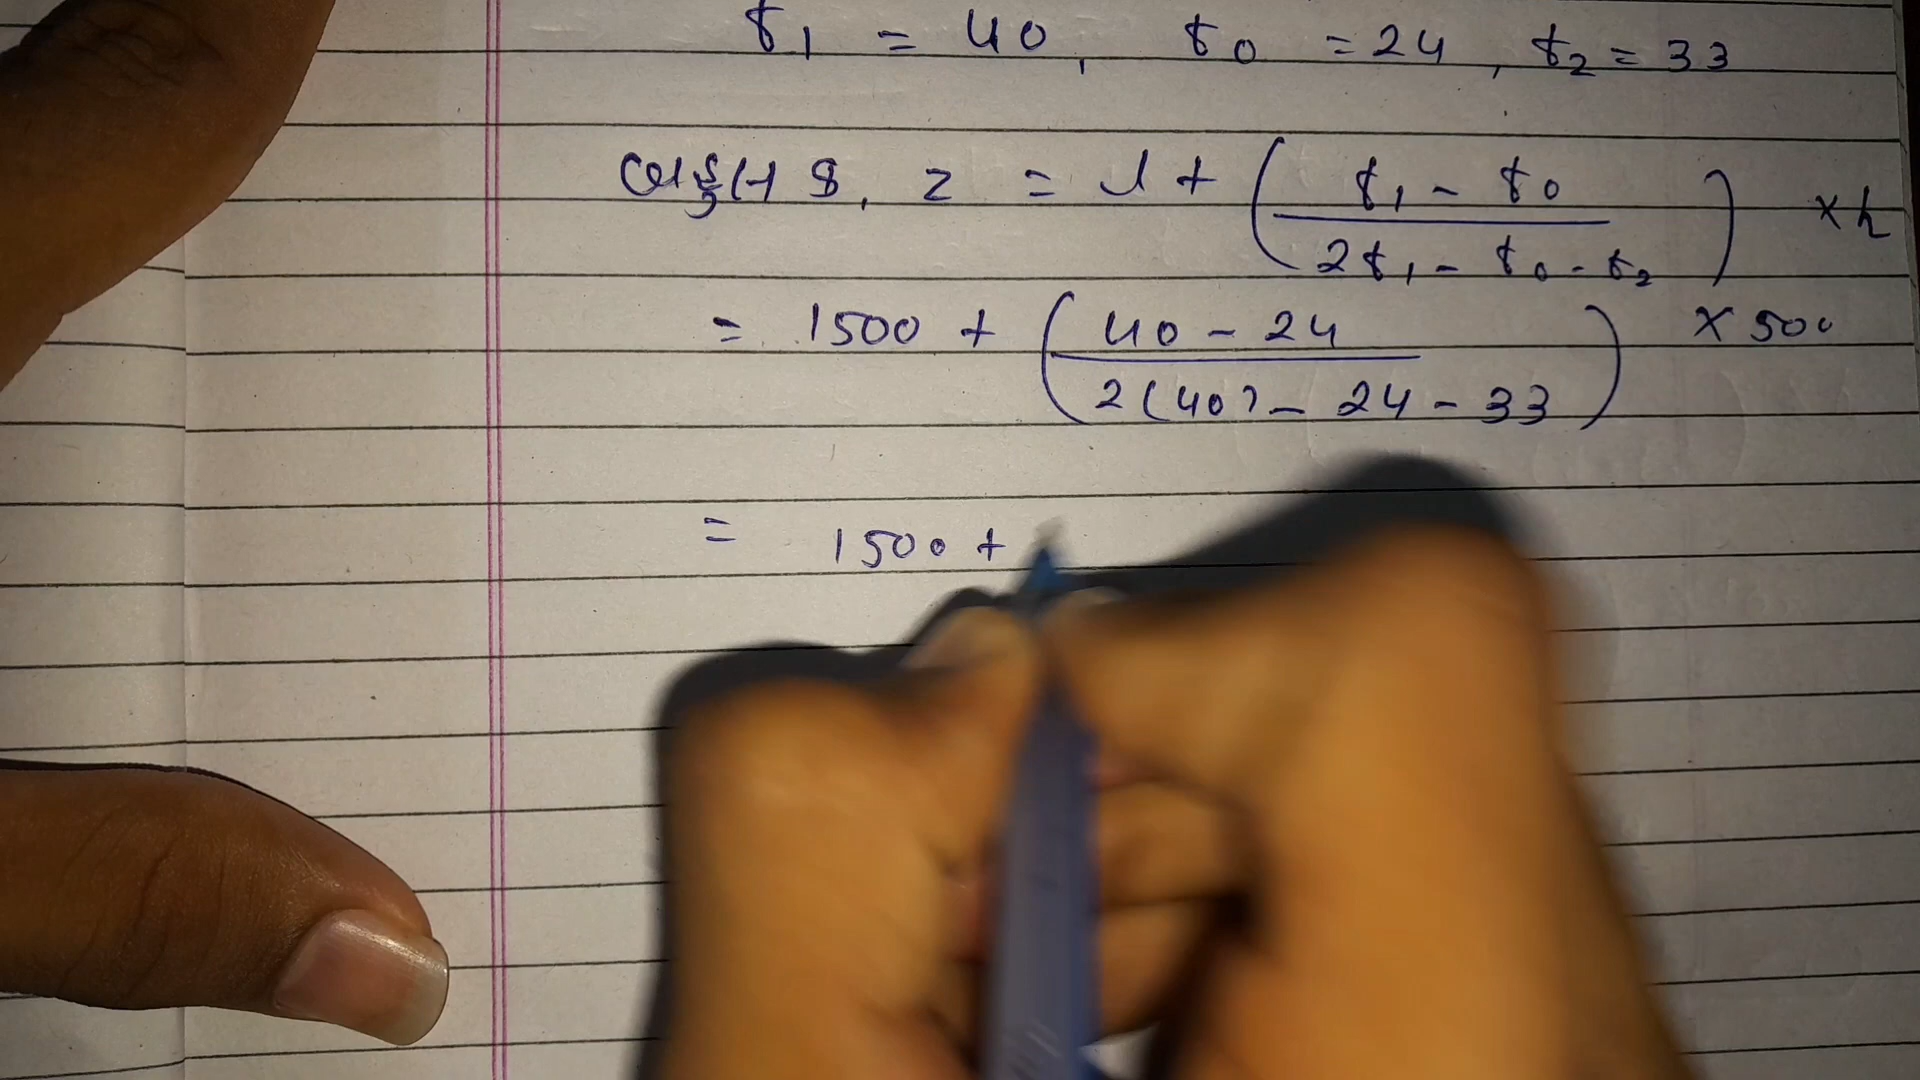 f1 = 40, f0 = 24, f2 = 33
z = l + ( f1 - f0 / 2f1 - f0 - f2 ) × h
= 1500 + ( 40 - 24 / 2(40) - 24 - 33 ) × 500
= 1500 +